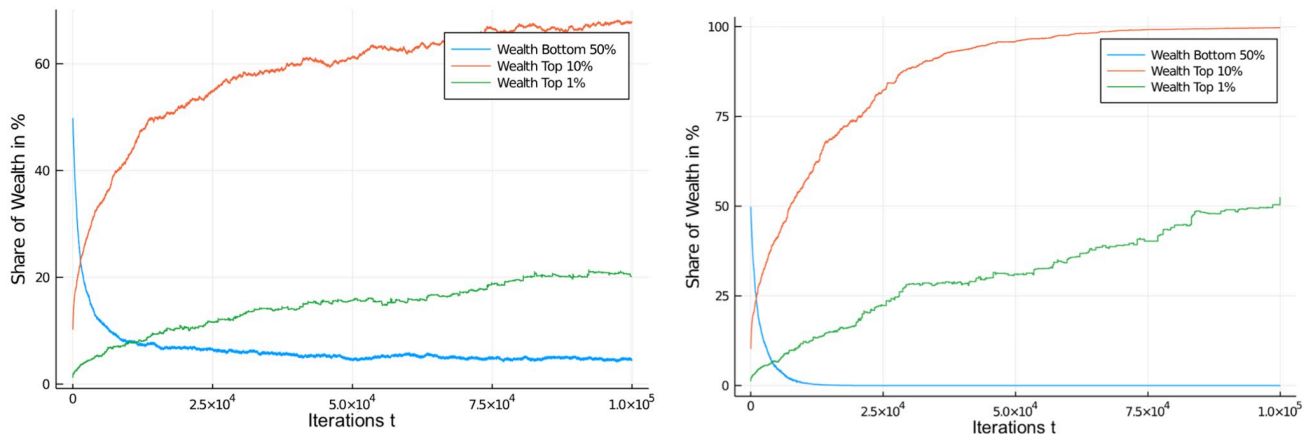 Share of Wealth in %
60
40
20
0
Wealth Bottom 50%
Wealth Top 10%
Wealth Top 1%
0
2.5×10⁴
5.0×10⁴
7.5×10⁴
1.0×10⁵
Iterations t
Share of Wealth in %
100
75
50
25
0
Wealth Bottom 50%
Wealth Top 10%
Wealth Top 1%
0
2.5×10⁴
5.0×10⁴
7.5×10⁴
1.0×10⁵
Iterations t